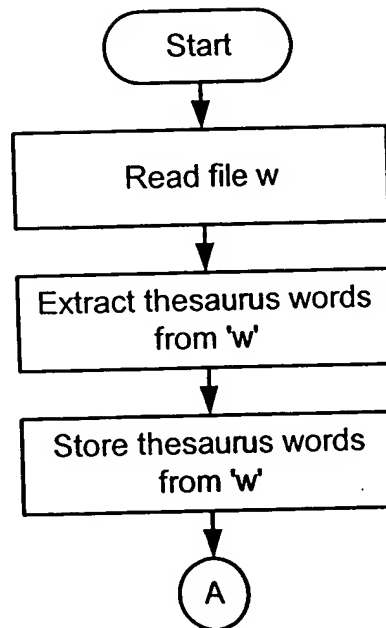 Start
Read file w
Extract thesaurus words
from 'w'
Store thesaurus words
from 'w'
A